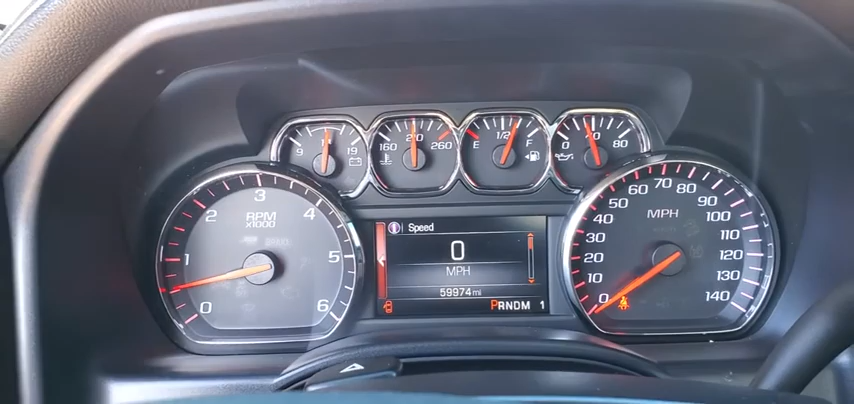 9 14 19
160 210 260
E 1/2 F
0 40 80
0 1 2 3 4 5 6
RPM
x1000
Speed
0
MPH
59974 mi
PRNDM 1
0 10 20 30 40 50 60 70 80 90 100 110 120 130 140
MPH